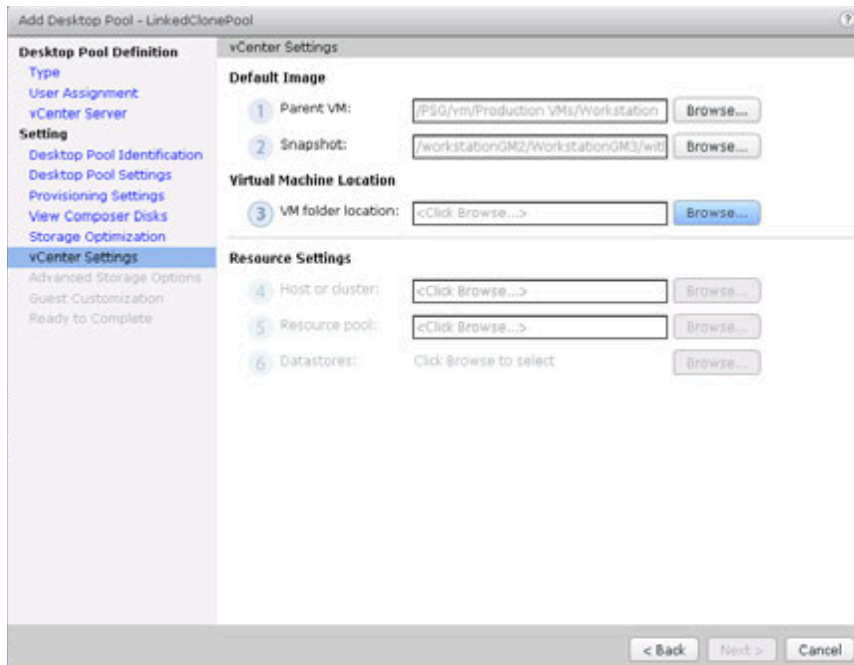 Add Desktop Pool - LinkedClonePool
?
Desktop Pool Definition
Type
User Assignment
vCenter Server
Setting
Desktop Pool Identification
Desktop Pool Settings
Provisioning Settings
View Composer Disks
Storage Optimization
vCenter Settings
Advanced Storage Options
Guest Customization
Ready to Complete
vCenter Settings
Default Image
1 Parent VM: /PSG/vm/Production VMs/Workstation Browse...
2 Snapshot: /workstationGM2/WorkstationGM3/with Browse...
Virtual Machine Location
3 VM folder location: <Click Browse...> Browse...
Resource Settings
4 Host or cluster: <Click Browse...> Browse...
5 Resource pool: <Click Browse...> Browse...
6 Datastores: Click Browse to select Browse...
< Back Next > Cancel